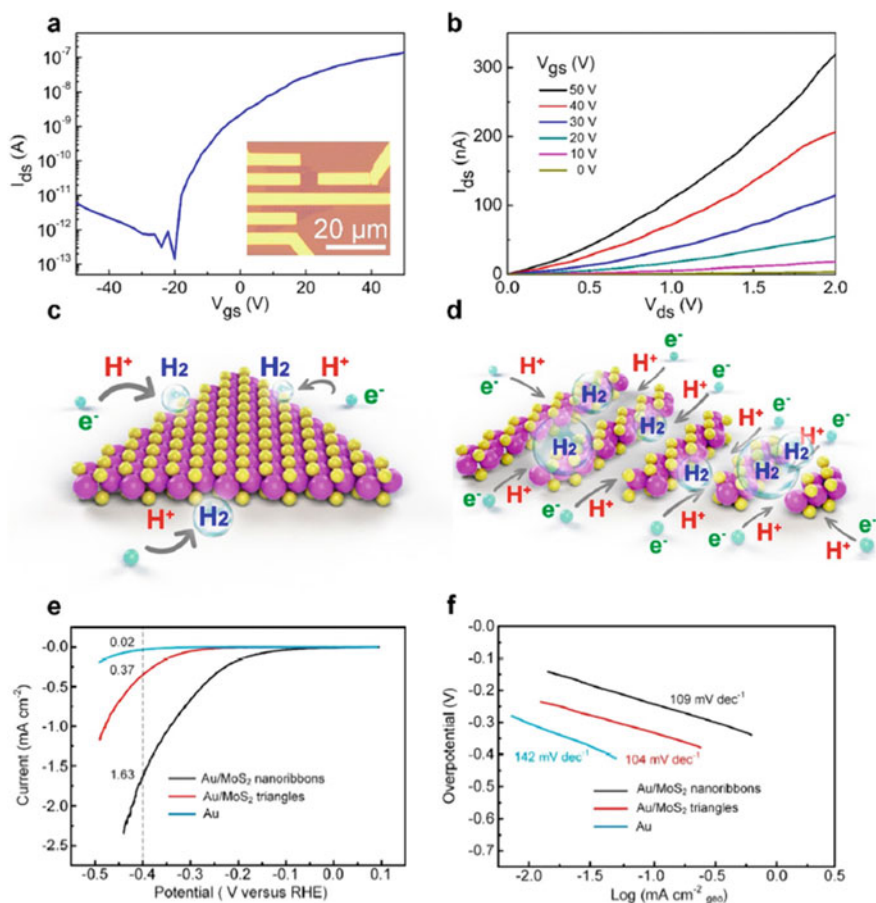 a
10⁻⁷
10⁻⁸
10⁻⁹
10⁻¹⁰
10⁻¹¹
10⁻¹²
10⁻¹³
I_ds (A)
20 μm
-40 -20 0 20 40
V_gs (V)
b
300
200
100
0
I_ds (nA)
V_gs (V)
50 V
40 V
30 V
20 V
10 V
0 V
0.0 0.5 1.0 1.5 2.0
V_ds (V)
c
H⁺ H₂ H₂ H⁺
e⁻ e⁻
H⁺ H₂
e⁻
d
e⁻ H⁺ H⁺ e⁻
H₂
e⁻ H⁺ e⁻
H₂ H₂ H⁺ H⁺ e⁻
H₂ H₂ H₂
e⁻ H⁺ H⁺ H⁺ H⁺ e⁻
e⁻ e⁻ e⁻ H⁺ e⁻
e
-0.0
-0.5
-1.0
-1.5
-2.0
-2.5
Current (mA cm⁻²)
0.02
0.37
1.63
Au/MoS₂ nanoribbons
Au/MoS₂ triangles
Au
-0.5 -0.4 -0.3 -0.2 -0.1 0.0 0.1
Potential ( V versus RHE
f
-0.0
-0.1
-0.2
-0.3
-0.4
-0.5
-0.6
-0.7
Overpotential (V)
109 mV dec⁻¹
142 mV dec⁻¹ 104 mV dec⁻¹
Au/MoS₂ nanoribbons
Au/MoS₂ triangles
Au
-2.0 -1.5 -1.0 -0.5 -0.0 0.5
Log (mA cm⁻² geo)